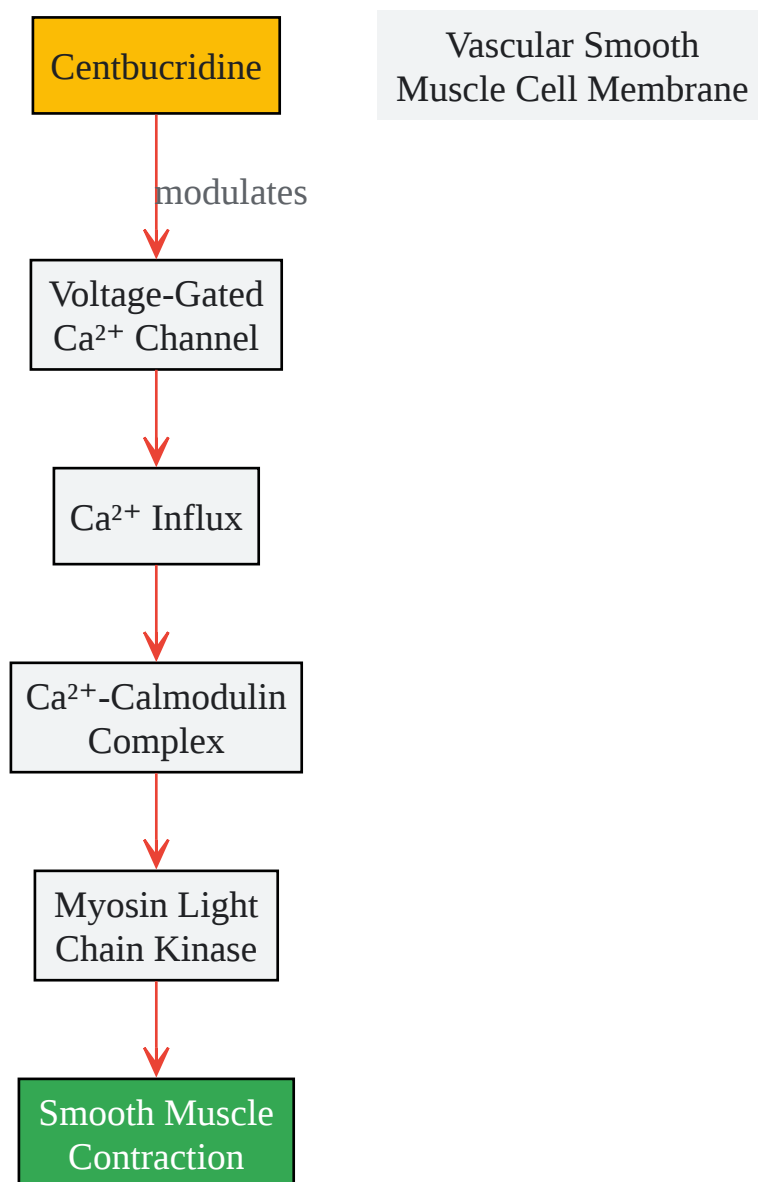 Centbucridine
Vascular Smooth
Muscle Cell Membrane
modulates
Voltage-Gated
Ca²⁺ Channel
Ca²⁺ Influx
Ca²⁺-Calmodulin
Complex
Myosin Light
Chain Kinase
Smooth Muscle
Contraction